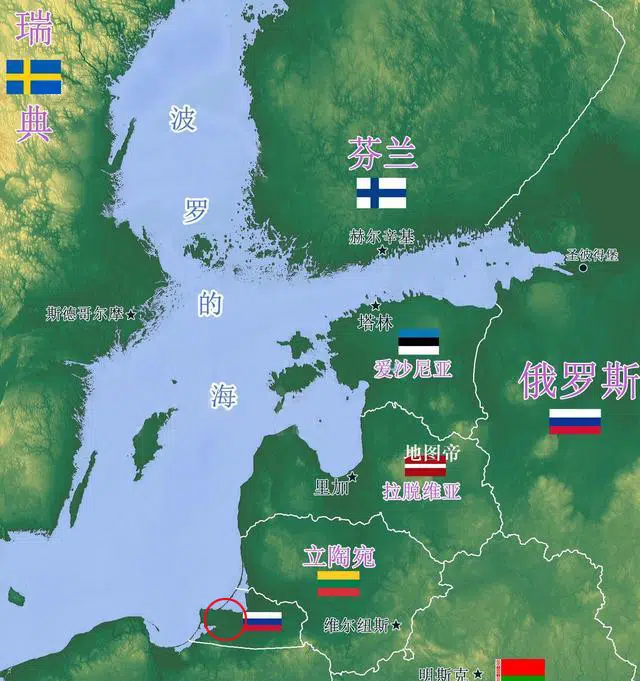 瑞
典
波
罗
的
海
芬兰
赫尔辛基
圣彼得堡
斯德哥尔摩
塔林
爱沙尼亚
俄罗斯
地图帝
拉脱维亚
里加
立陶宛
维尔纽斯
明斯克